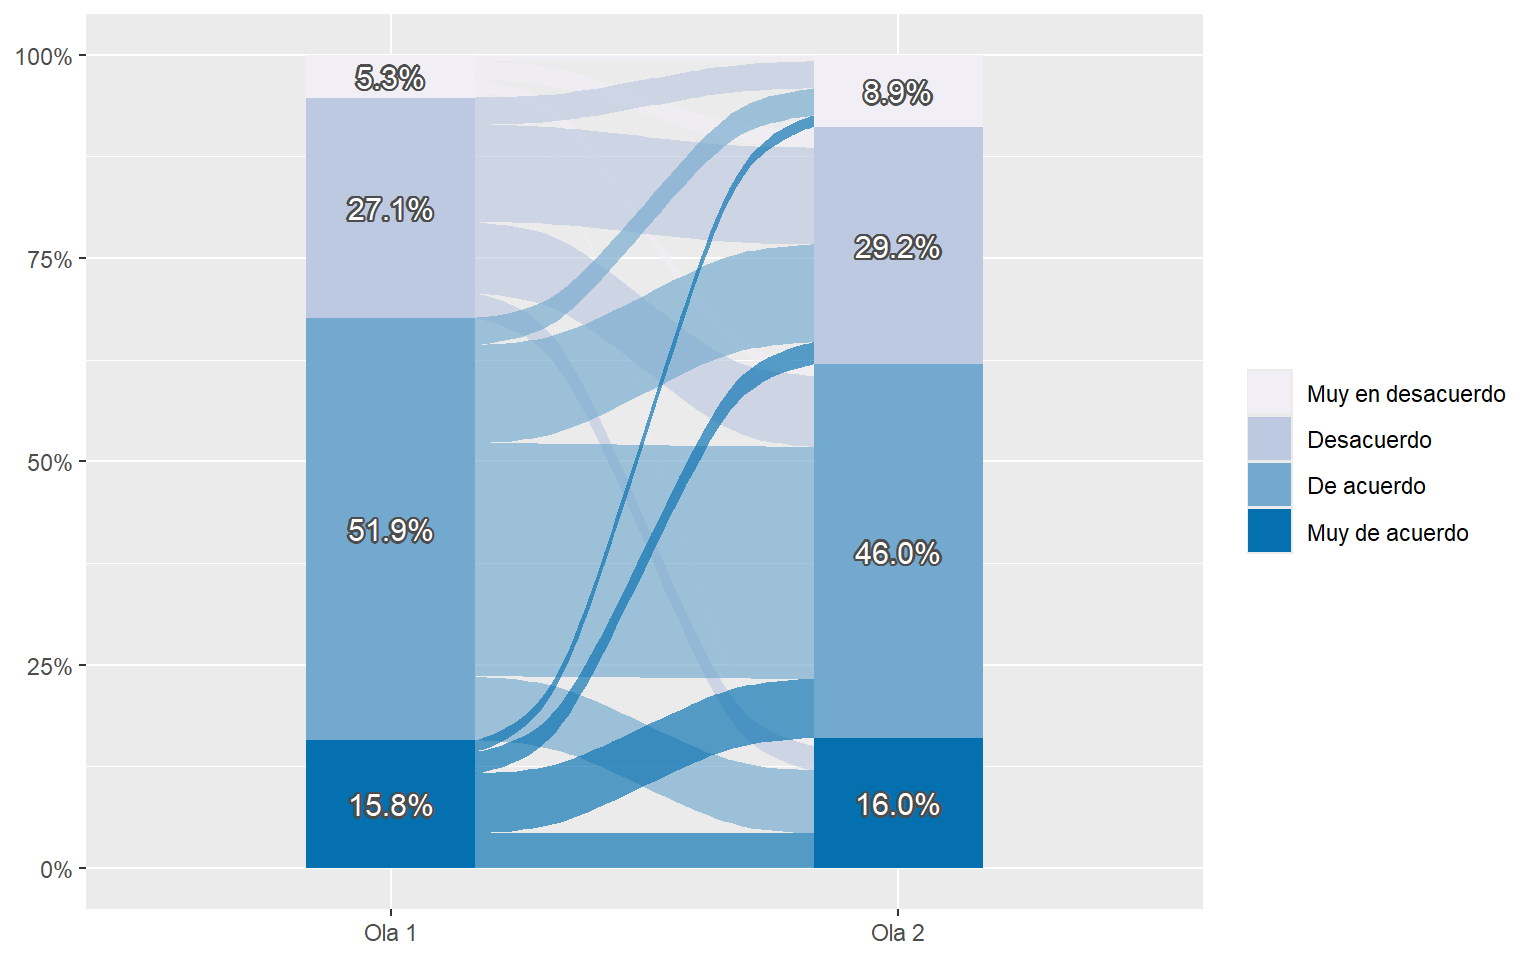 100%
75%
50%
25%
0%
5.3%
27.1%
51.9%
15.8%
8.9%
29.2%
46.0%
16.0%
Ola 1
Ola 2
Muy en desacuerdo
Desacuerdo
De acuerdo
Muy de acuerdo